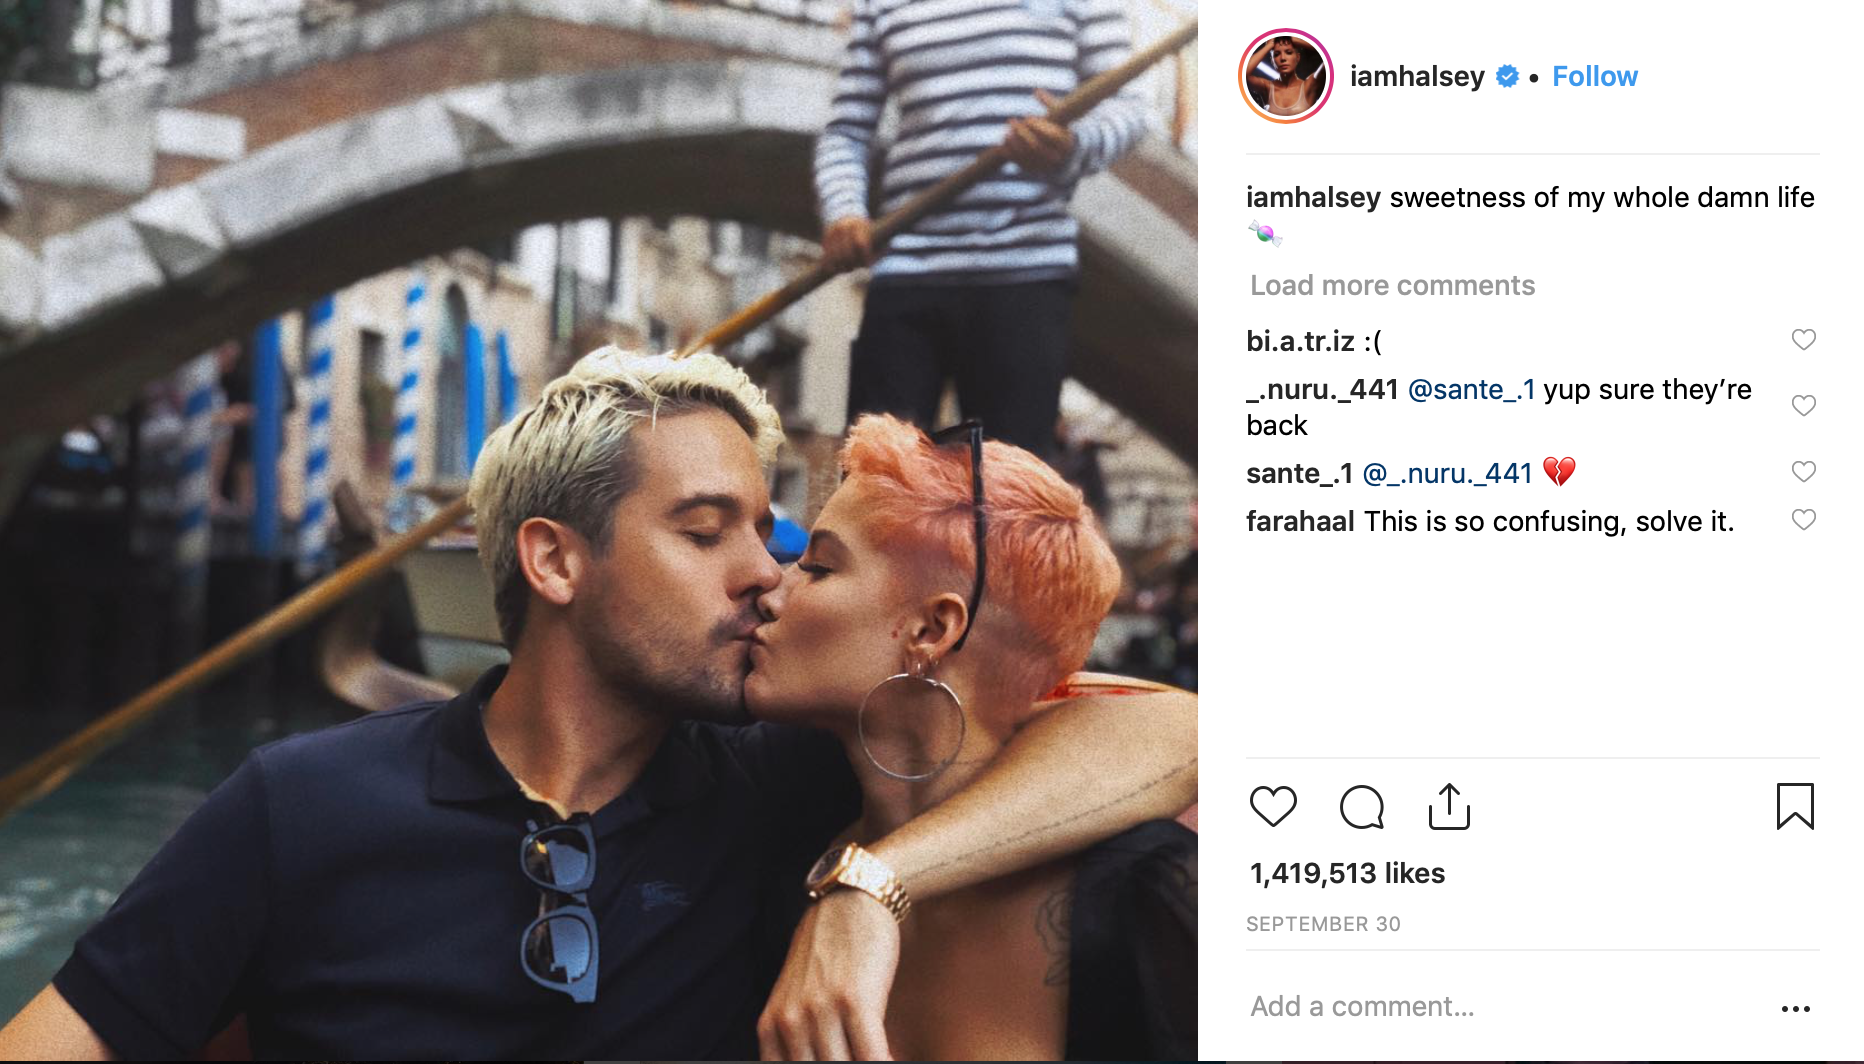 iamhalsey • Follow
iamhalsey sweetness of my whole damn life
🍬
Load more comments
bi.a.tr.iz :(
_.nuru._441 @sante_.1 yup sure they’re
back
sante_.1 @_.nuru._441 💔
farahaal This is so confusing, solve it.
1,419,513 likes
SEPTEMBER 30
Add a comment...